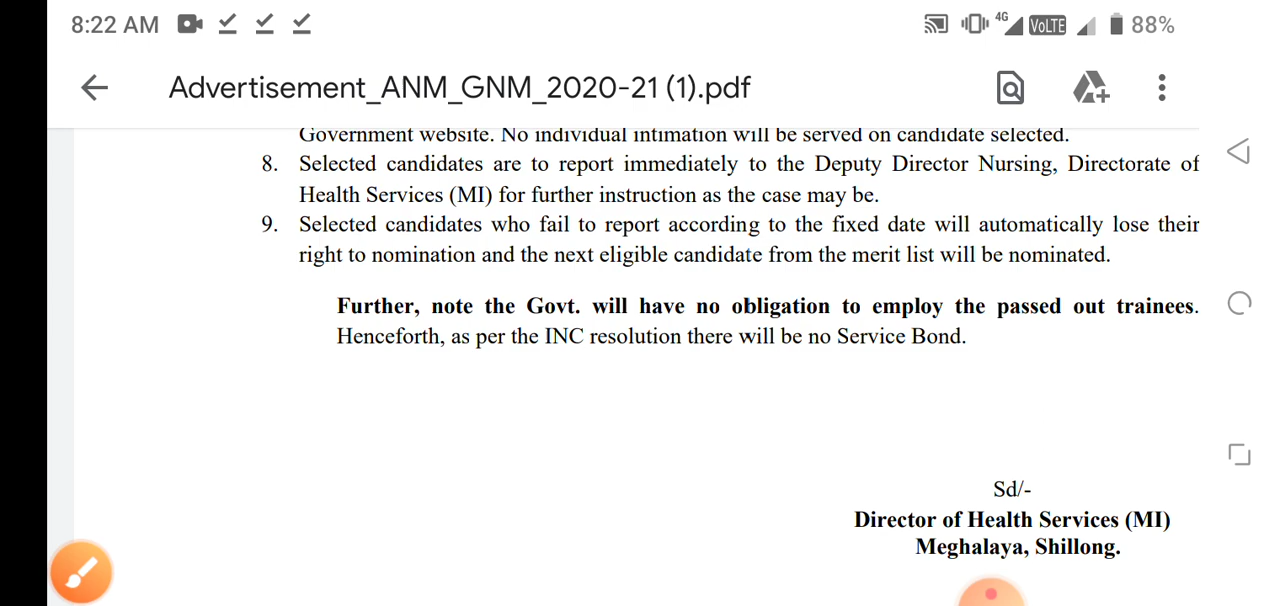 8:22 AM 4G VoLTE 88%
Advertisement_ANM_GNM_2020-21 (1).pdf
Government website. No individual intimation will be served on candidate selected.
8. Selected candidates are to report immediately to the Deputy Director Nursing, Directorate of
Health Services (MI) for further instruction as the case may be.
9. Selected candidates who fail to report according to the fixed date will automatically lose their
right to nomination and the next eligible candidate from the merit list will be nominated.
Further, note the Govt. will have no obligation to employ the passed out trainees.
Henceforth, as per the INC resolution there will be no Service Bond.
Sd/-
Director of Health Services (MI)
Meghalaya, Shillong.